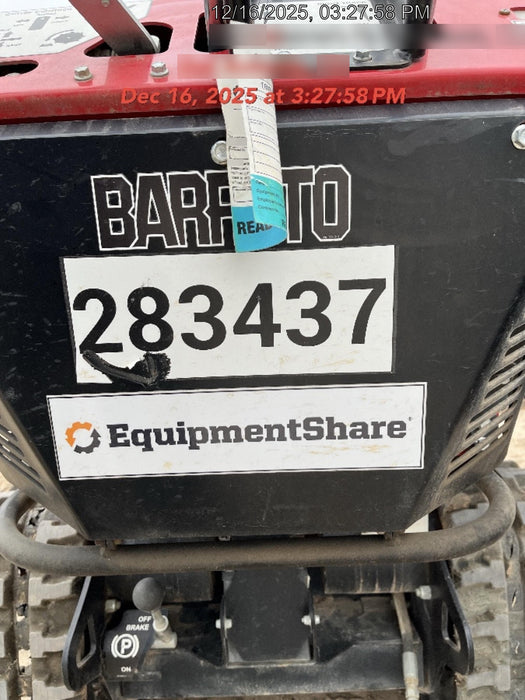 12/16/2025, 03:27:58 PM
Dec 16, 2025 at 3:27:58 PM
READ
283437
EquipmentShare
OFF
BRAKE
P
ON